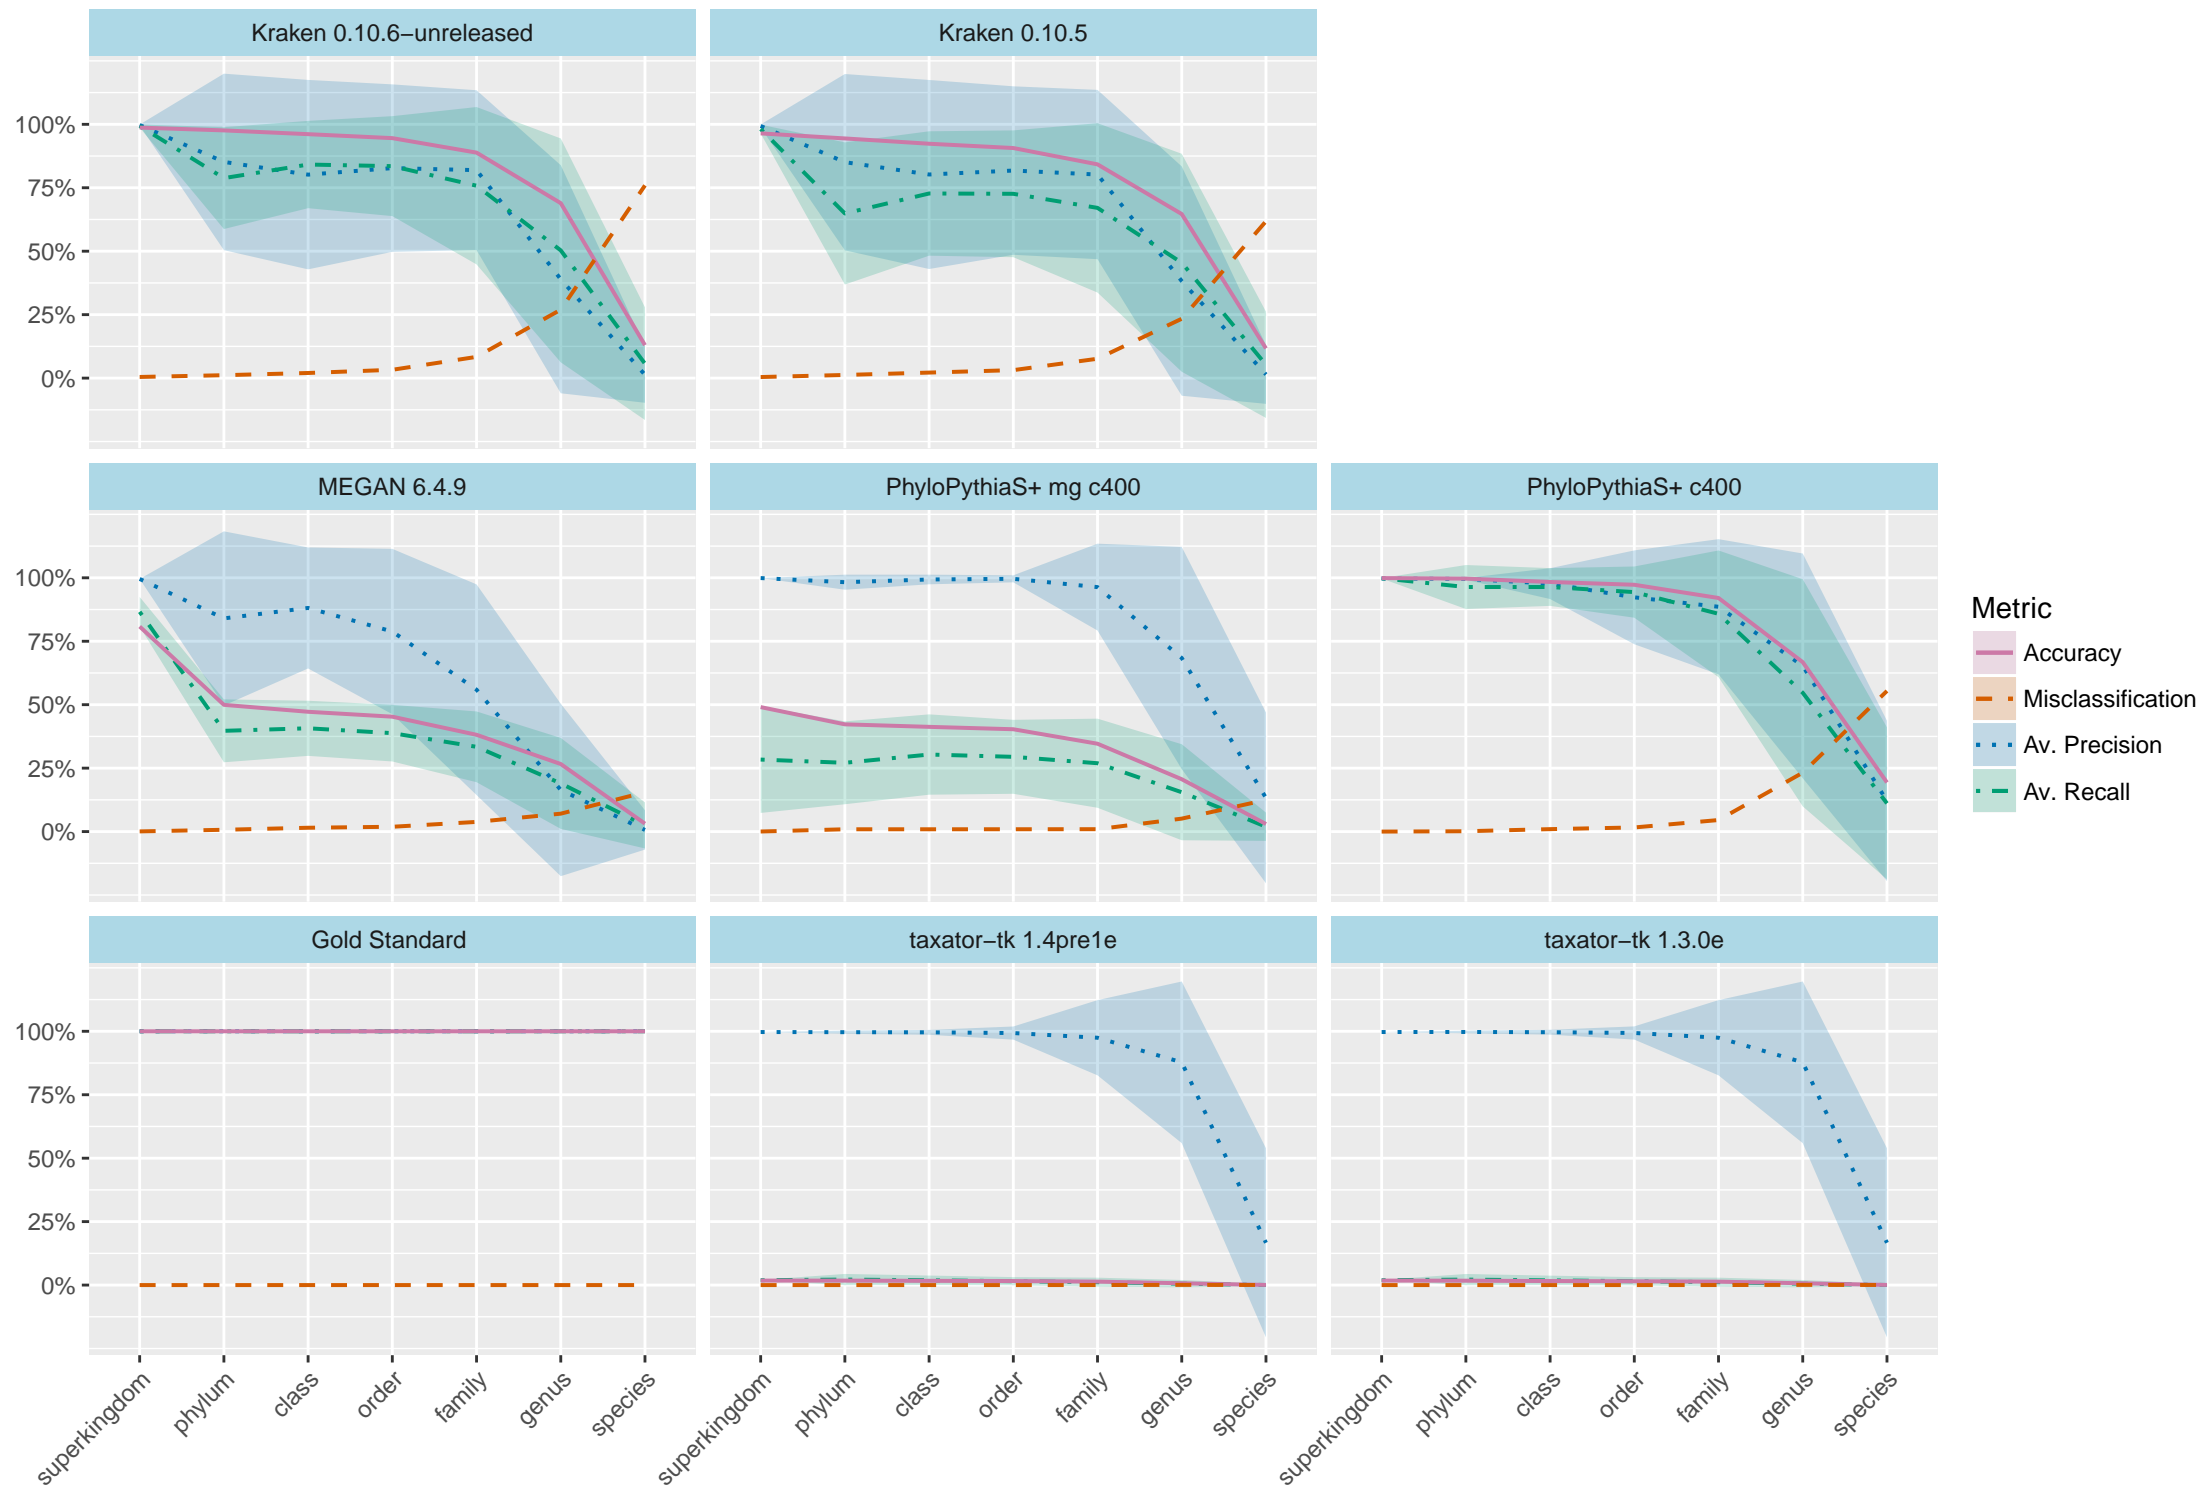 Kraken 0.10.6−unreleased
Kraken 0.10.5
100%
75%
50%
25%
0%
MEGAN 6.4.9
PhyloPythiaS+ mg c400
PhyloPythiaS+ c400
100%
75%
50%
25%
0%
Gold Standard
taxator−tk 1.4pre1e
taxator−tk 1.3.0e
100%
75%
50%
25%
0%
superkingdom
phylum
class
order
family
genus
species
superkingdom
phylum
class
order
family
genus
species
superkingdom
phylum
class
order
family
genus
species
Metric
Accuracy
Misclassification
Av. Precision
Av. Recall